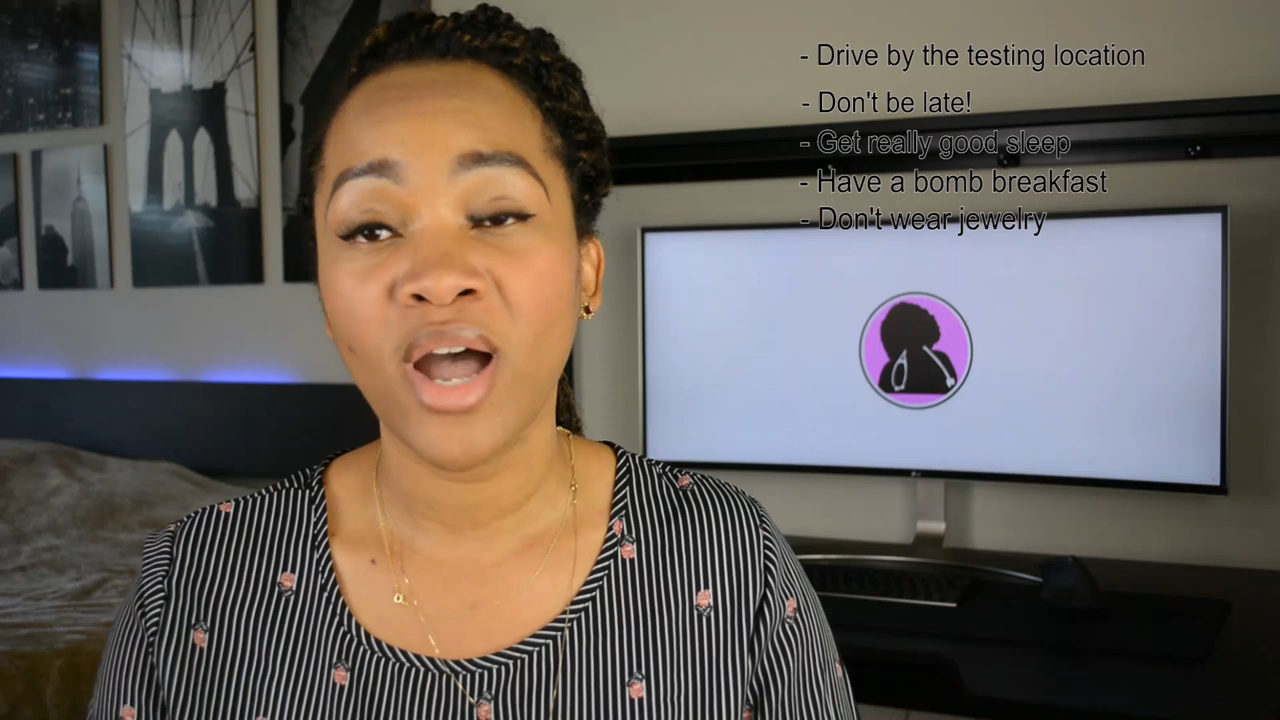 - Drive by the testing location
- Don't be late!
- Get really good sleep
- Have a bomb breakfast
- Don't wear jewelry